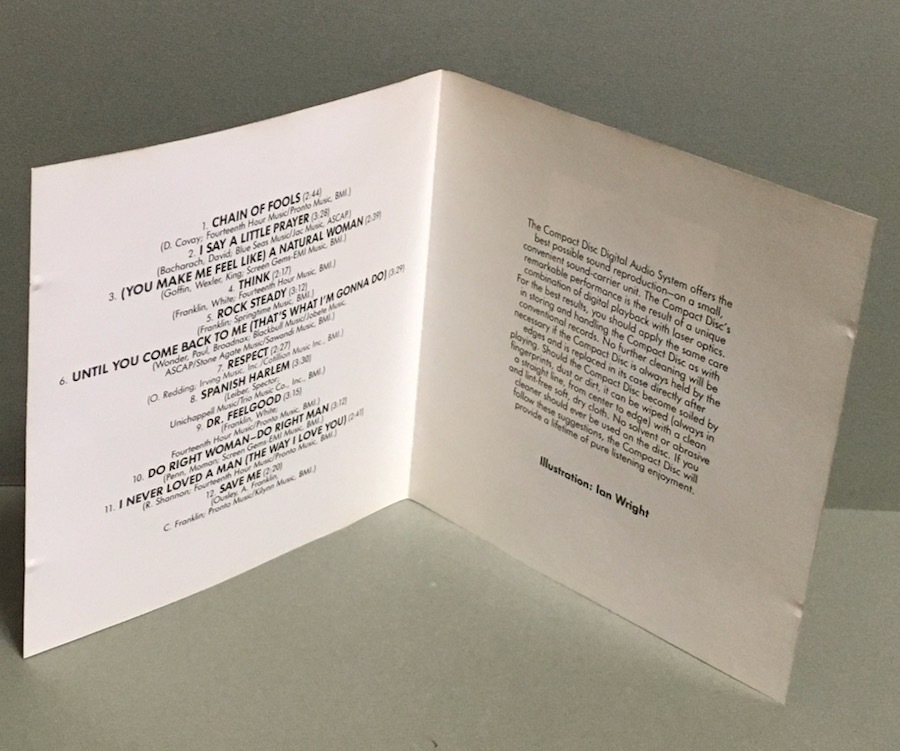 1. CHAIN OF FOOLS (2:44)
(D. Covay; Fourteenth Hour Music/Pronto Music, BMI.)
2. I SAY A LITTLE PRAYER (3:28)
(Bacharach, David; Blue Seas Music/Jac Music, ASCAP.)
3. (YOU MAKE ME FEEL LIKE) A NATURAL WOMAN (2:39)
(Goffin, Wexler, King; Screen Gems-EMI Music, BMI.)
4. THINK (2:17)
(Franklin, White; Fourteenth Hour Music, BMI.)
5. ROCK STEADY (3:12)
(Franklin; Springtime Music, BMI.)
6. UNTIL YOU COME BACK TO ME (THAT'S WHAT I'M GONNA DO) (3:29)
(Wonder, Paul, Broadnax; Blackbull Music/Jobete Music
ASCAP/Stone Agate Music/Sawandi Music, BMI.)
7. RESPECT (2:27)
(O. Redding, Irving Music, Inc./Cotillion Music Inc., BMI.)
8. SPANISH HARLEM (3:30)
(Leiber, Spector;
Unichappell Music/Trio Music Co., Inc., BMI.)
9. DR. FEELGOOD (3:15)
(Franklin, White;
Fourteenth Hour Music/Pronto Music, BMI.)
10. DO RIGHT WOMAN–DO RIGHT MAN (3:12)
(Penn, Moman; Screen Gems-EMI Music, BMI.)
11. I NEVER LOVED A MAN (THE WAY I LOVE YOU) (2:41)
(R. Shannon; Fourteenth Hour Music/Pronto Music, BMI.)
12. SAVE ME (2:20)
(Ousley, A. Franklin,
C. Franklin; Pronto Music/Kilynn Music, BMI.)
The Compact Disc Digital Audio System offers the
best possible sound reproduction–on a small,
convenient sound-carrier unit. The Compact Disc's
remarkable performance is the result of a unique
combination of digital playback with laser optics.
For the best results, you should apply the same care
in storing and handling the Compact Disc as with
conventional records. No further cleaning will be
necessary if the Compact Disc is always held by the
edges and is replaced in its case directly after
playing. Should the Compact Disc become soiled by
fingerprints, dust or dirt, it can be wiped (always in
a straight line, from center to edge) with a clean
and lint-free soft, dry cloth. No solvent or abrasive
cleaner should ever be used on the disc. If you
follow these suggestions, the Compact Disc will
provide a lifetime of pure listening enjoyment.
Illustration: Ian Wright